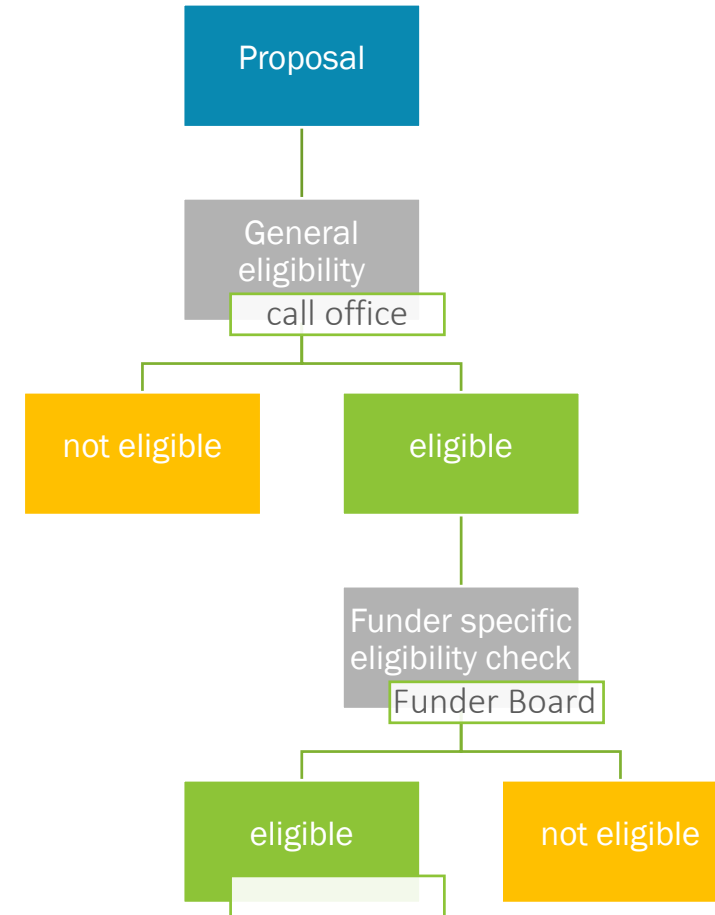 Proposal
General
eligibility
call office
not eligible
eligible
Funder specific
eligibility check
Funder Board
eligible
not eligible